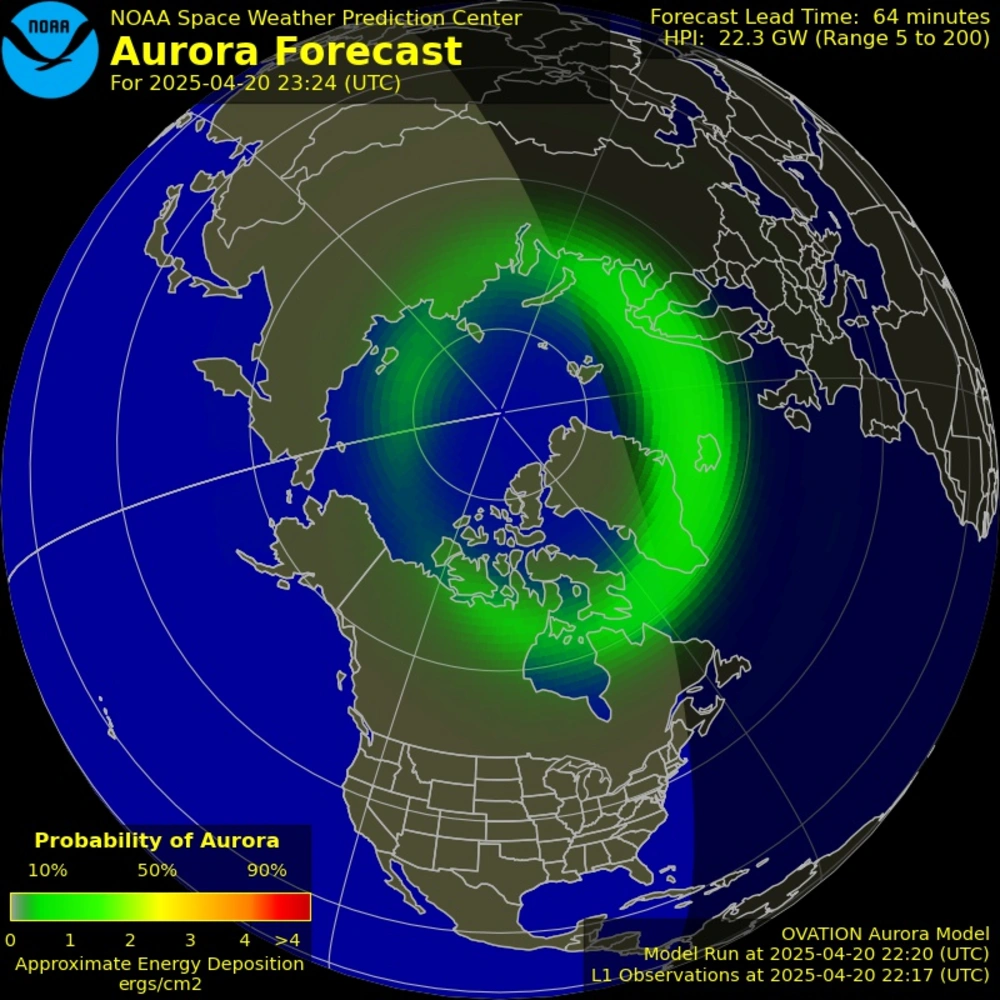 NOAA
NOAA Space Weather Prediction Center
Aurora Forecast
For 2025-04-20 23:24 (UTC)
Forecast Lead Time: 64 minutes
HPI: 22.3 GW (Range 5 to 200)
Probability of Aurora
10% 50% 90%
0 1 2 3 4 >4
Approximate Energy Deposition
ergs/cm2
OVATION Aurora Model
Model Run at 2025-04-20 22:20 (UTC)
L1 Observations at 2025-04-20 22:17 (UTC)